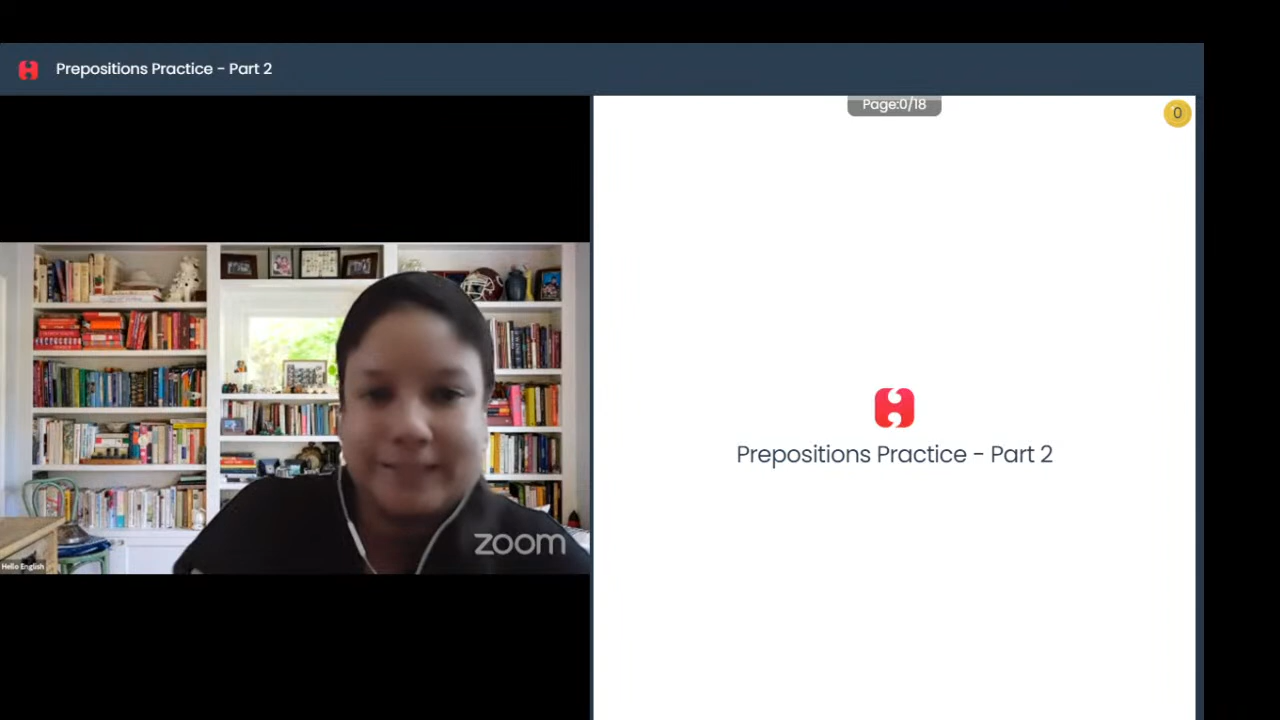 Prepositions Practice - Part 2
Page:0/18
0
zoom
Hello English
Prepositions Practice - Part 2